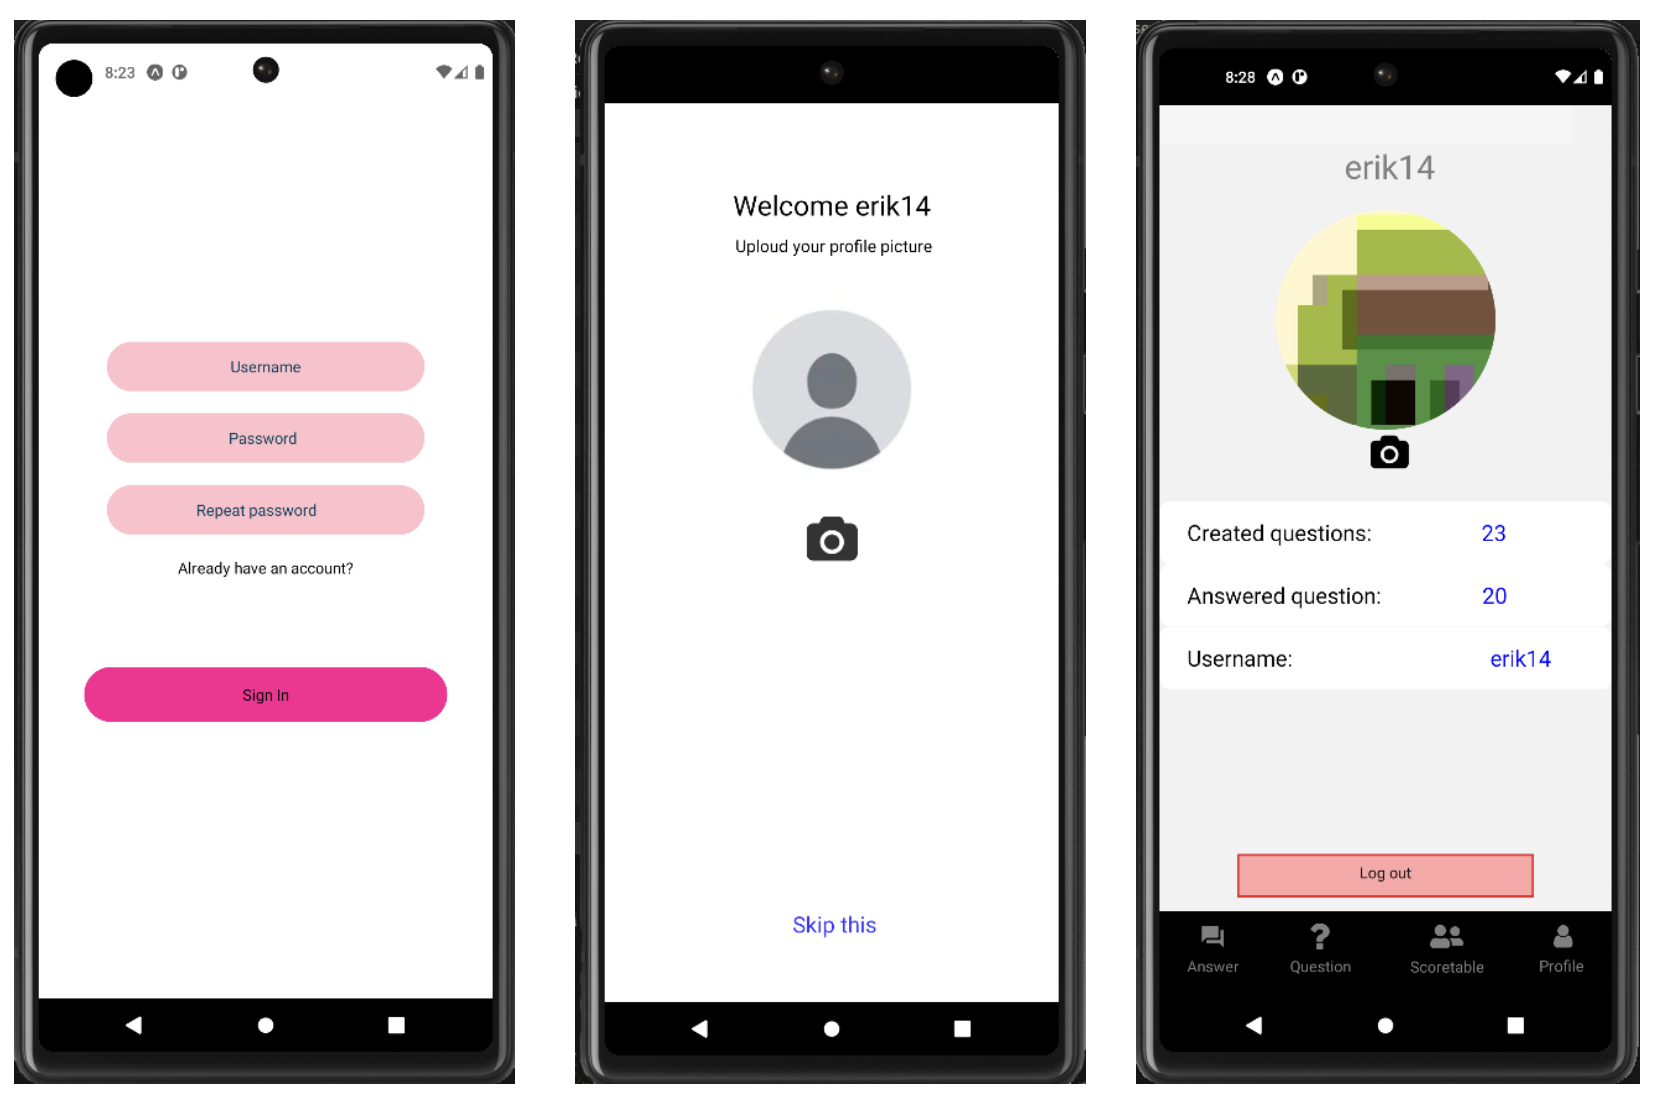 8:23
Username
Password
Repeat password
Already have an account?
Sign In
Welcome erik14
Uploud your profile picture
Skip this
8:28
erik14
Created questions: 23
Answered question: 20
Username: erik14
Log out
Answer Question Scoretable Profile